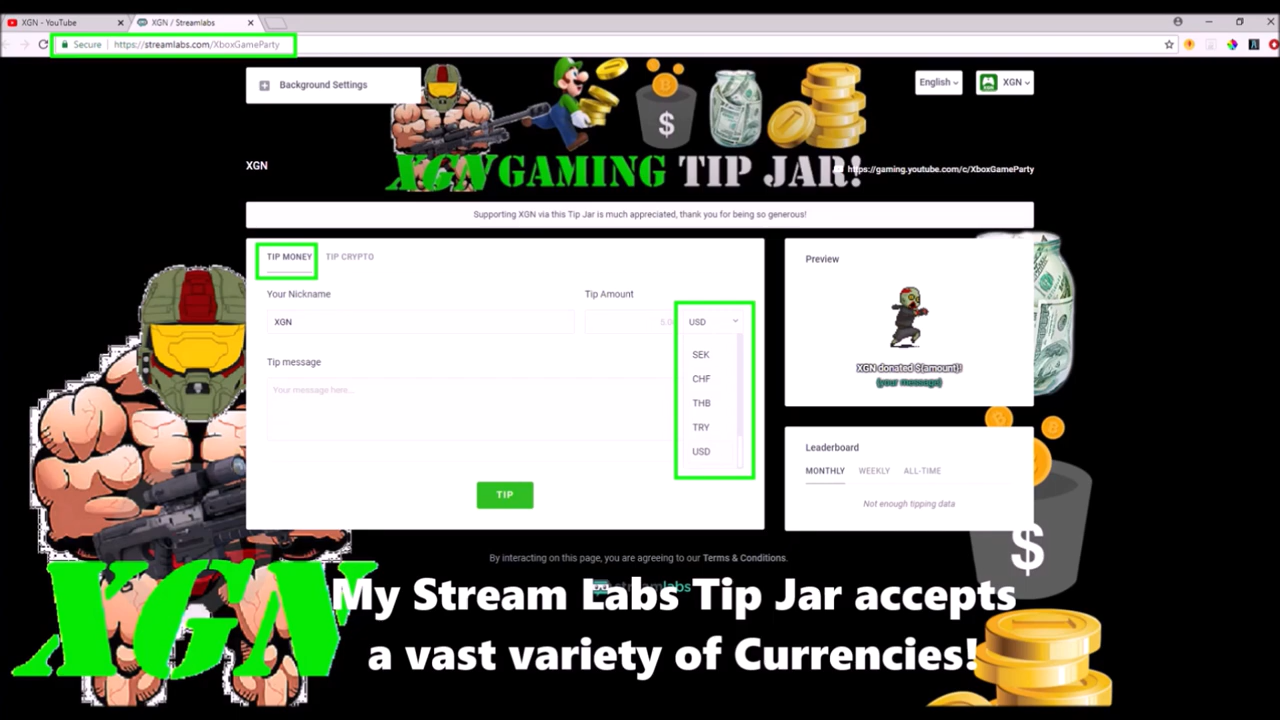 XGN - YouTube
XGN / Streamlabs
Secure
https://streamlabs.com/XboxGameParty
Background Settings
English
XGN
XGN
XGN GAMING TIP JAR!
https://gaming.youtube.com/c/XboxGameParty
Supporting XGN via this Tip Jar is much appreciated, thank you for being so generous!
TIP MONEY
TIP CRYPTO
Your Nickname
Tip Amount
XGN
5.00
USD
SEK
CHF
THB
TRY
USD
Tip message
Your message here...
TIP
Preview
XGN donated ${amount}!
{your message}
Leaderboard
MONTHLY
WEEKLY
ALL-TIME
Not enough tipping data
By interacting on this page, you are agreeing to our Terms & Conditions.
streamlabs
XGN
My Stream Labs Tip Jar accepts
a vast variety of Currencies!
$
$